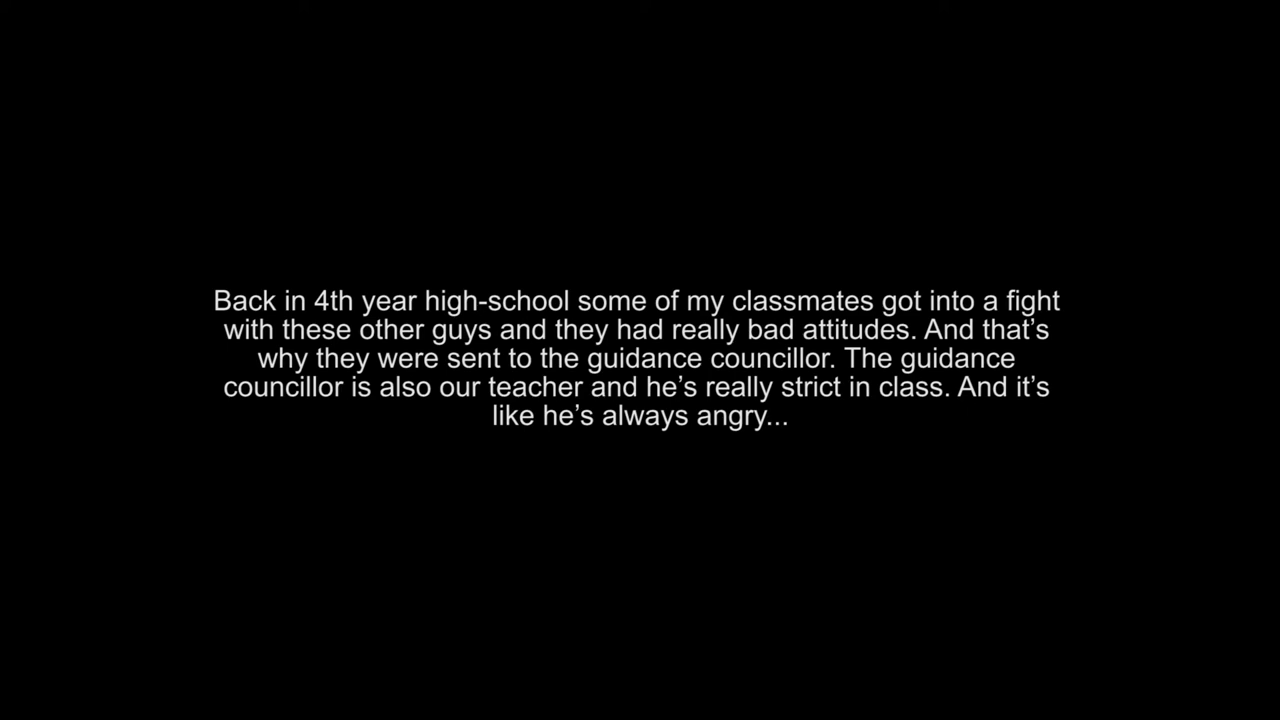 Back in 4th year high-school some of my classmates got into a fight
with these other guys and they had really bad attitudes. And that’s
why they were sent to the guidance councillor. The guidance
councillor is also our teacher and he’s really strict in class. And it’s
like he’s always angry...